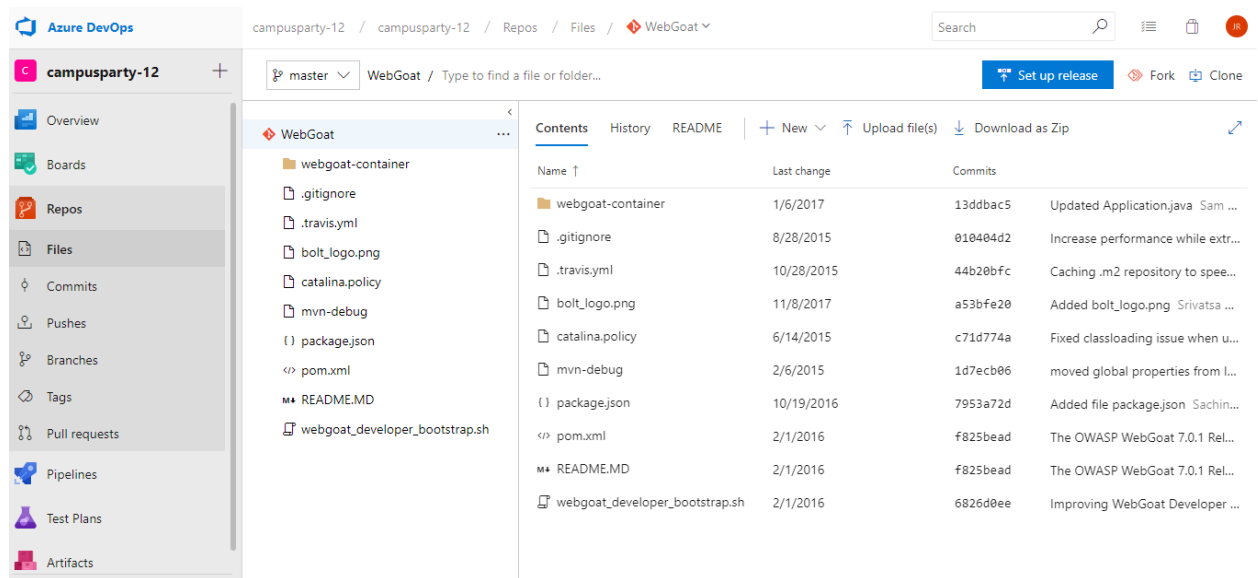 Azure DevOps
campusparty-12 / campusparty-12 / Repos / Files / WebGoat
Search
JR
C campusparty-12
master WebGoat / Type to find a file or folder...
Set up release Fork Clone
Overview
Boards
Repos
Files
Commits
Pushes
Branches
Tags
Pull requests
Pipelines
Test Plans
Artifacts
WebGoat ...
webgoat-container
.gitignore
.travis.yml
bolt_logo.png
catalina.policy
mvn-debug
{} package.json
</> pom.xml
M↓ README.MD
webgoat_developer_bootstrap.sh
Contents History README New Upload file(s) Download as Zip
Name ↑ Last change Commits
webgoat-container 1/6/2017 13ddbac5 Updated Application.java Sam ...
.gitignore 8/28/2015 010404d2 Increase performance while extr...
.travis.yml 10/28/2015 44b20bfc Caching .m2 repository to spee...
bolt_logo.png 11/8/2017 a53bfe20 Added bolt_logo.png Srivatsa ...
catalina.policy 6/14/2015 c71d774a Fixed classloading issue when u...
mvn-debug 2/6/2015 1d7ecb06 moved global properties from l...
{} package.json 10/19/2016 7953a72d Added file package.json Sachin...
</> pom.xml 2/1/2016 f825bead The OWASP WebGoat 7.0.1 Rel...
M↓ README.MD 2/1/2016 f825bead The OWASP WebGoat 7.0.1 Rel...
webgoat_developer_bootstrap.sh 2/1/2016 6826d0ee Improving WebGoat Developer ...